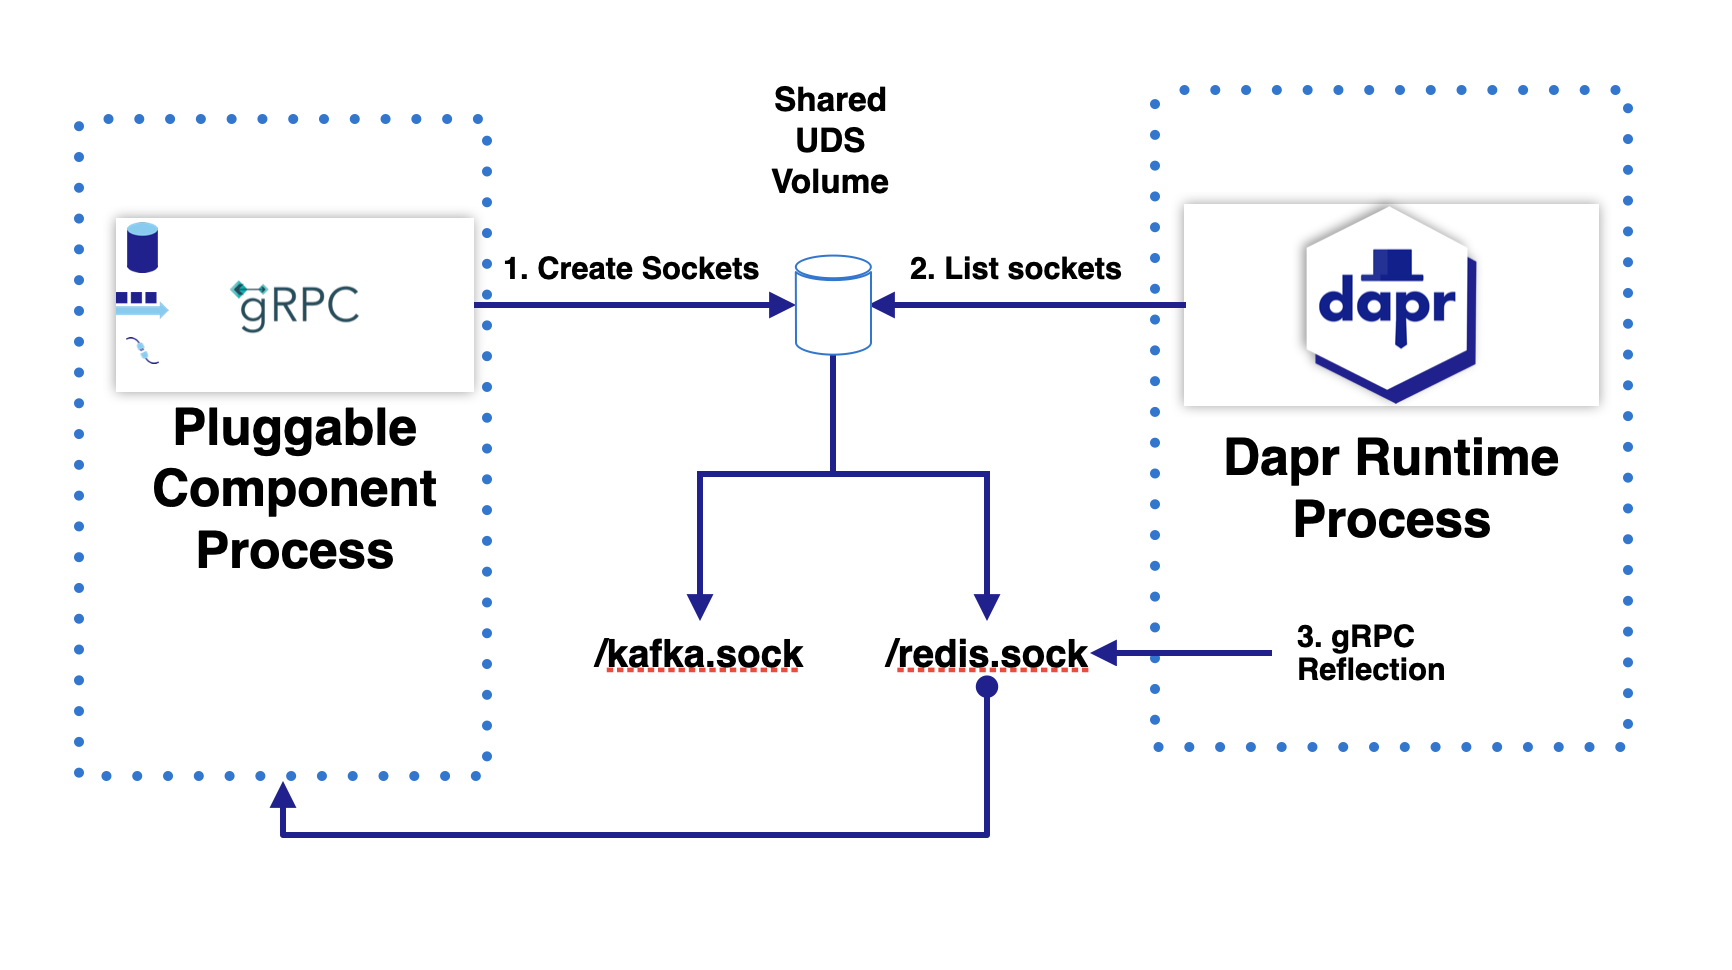 Shared
UDS
Volume
gRPC
1. Create Sockets
2. List sockets
dapr
Pluggable
Component
Process
Dapr Runtime
Process
/kafka.sock
/redis.sock
3. gRPC
Reflection